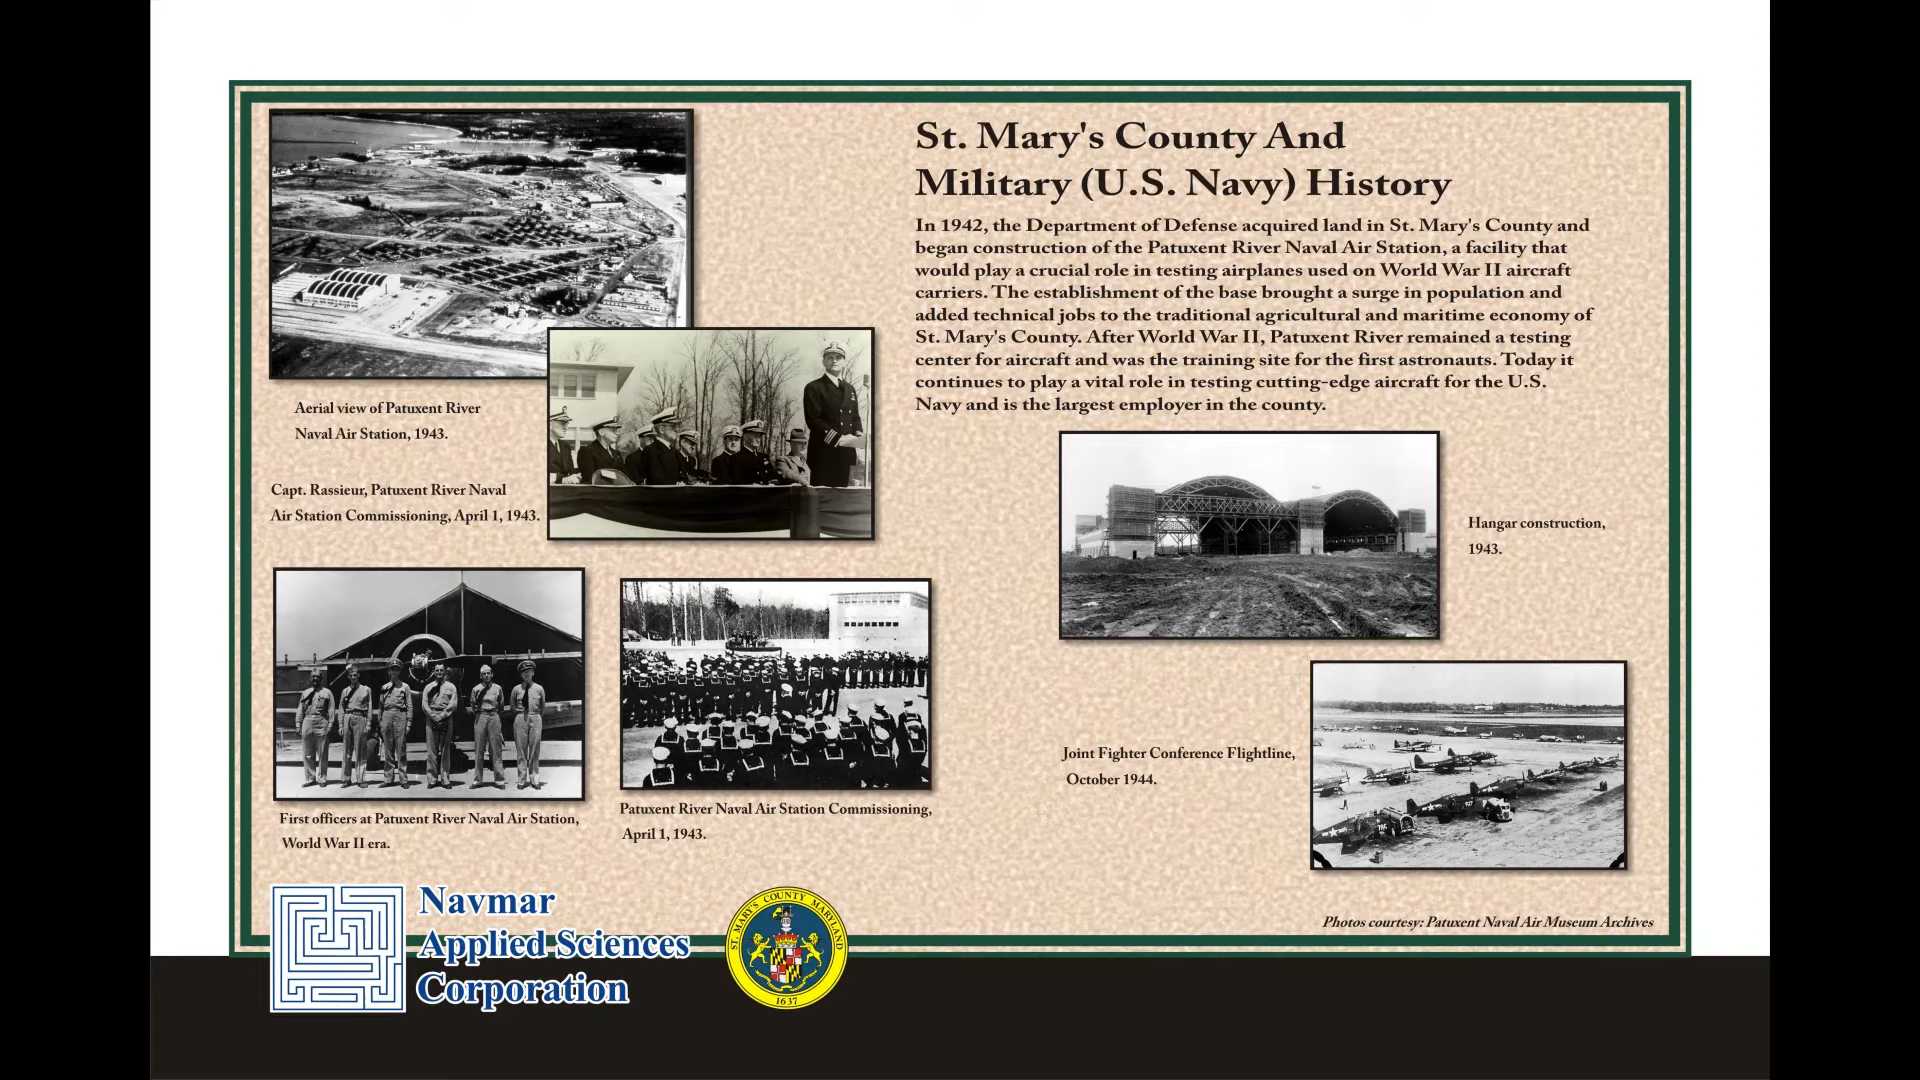 St. Mary's County And
Military (U.S. Navy) History
In 1942, the Department of Defense acquired land in St. Mary's County and
began construction of the Patuxent River Naval Air Station, a facility that
would play a crucial role in testing airplanes used on World War II aircraft
carriers. The establishment of the base brought a surge in population and
added technical jobs to the traditional agricultural and maritime economy of
St. Mary's County. After World War II, Patuxent River remained a testing
center for aircraft and was the training site for the first astronauts. Today it
continues to play a vital role in testing cutting-edge aircraft for the U.S.
Navy and is the largest employer in the county.
Aerial view of Patuxent River
Naval Air Station, 1943.
Capt. Rassieur, Patuxent River Naval
Air Station Commissioning, April 1, 1943.
Hangar construction,
1943.
First officers at Patuxent River Naval Air Station,
World War II era.
Patuxent River Naval Air Station Commissioning,
April 1, 1943.
Joint Fighter Conference Flightline,
October 1944.
Photos courtesy: Patuxent Naval Air Museum Archives
Navmar
Applied Sciences
Corporation
ST. MARY'S COUNTY MARYLAND
1637